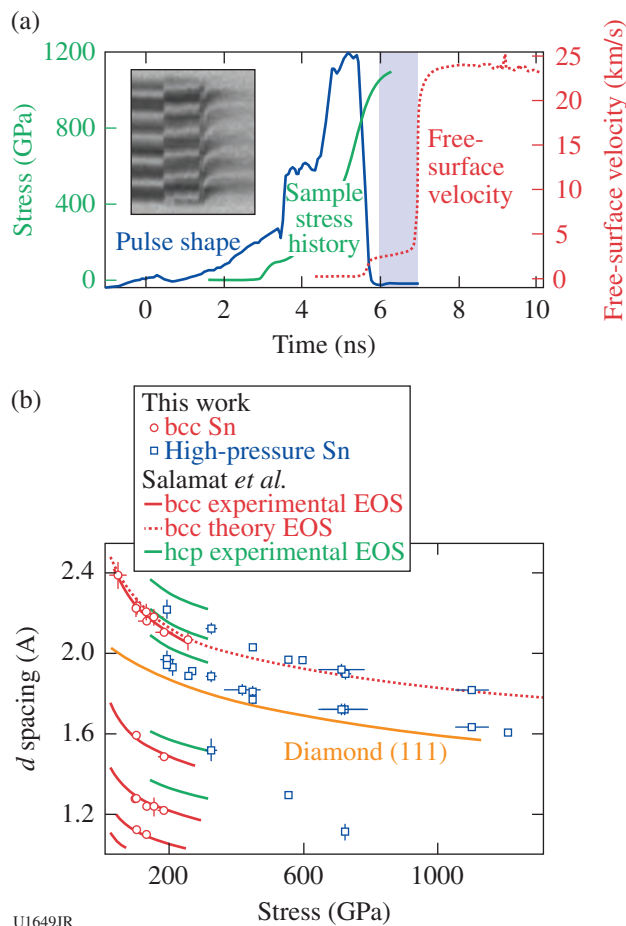 (a)
1200
800
400
0
Stress (GPa)
Pulse shape
Sample
stress
history
Free-
surface
velocity
25
20
15
10
5
0
Free-surface velocity (km/s)
0
2
4
6
8
10
Time (ns)
(b)
This work
bcc Sn
High-pressure Sn
Salamat et al.
bcc experimental EOS
bcc theory EOS
hcp experimental EOS
2.4
2.0
1.6
1.2
d spacing (A)
Diamond (111)
200
600
1000
Stress (GPa)
U1649JR